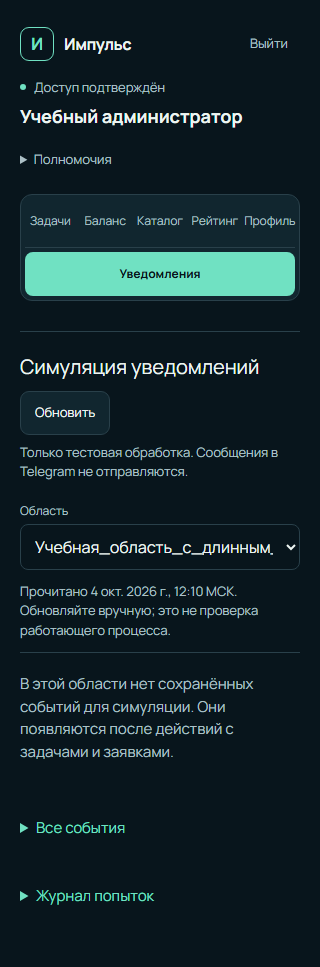 И Импульс Выйти
Доступ подтверждён
Учебный администратор
Полномочия
Задачи Баланс Каталог Рейтинг Профиль
Уведомления
Симуляция уведомлений
Обновить
Только тестовая обработка. Сообщения в
Telegram не отправляются.
Область
Учебная_область_с_длинным_
Прочитано 4 окт. 2026 г., 12:10 МСК.
Обновляйте вручную; это не проверка
работающего процесса.
В этой области нет сохранённых
событий для симуляции. Они
появляются после действий с
задачами и заявками.
Все события
Журнал попыток